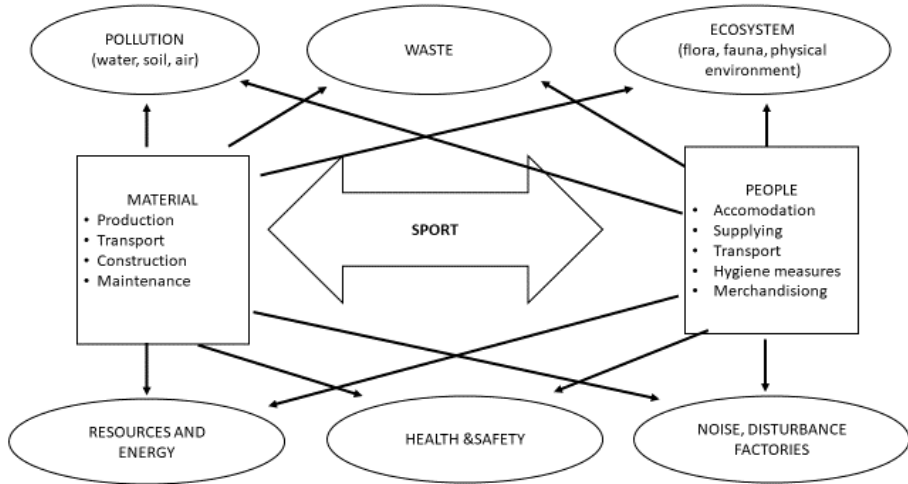 POLLUTION
(water, soil, air)
WASTE
ECOSYSTEM
(flora, fauna, physical
environment)
MATERIAL
• Production
• Transport
• Construction
• Maintenance
SPORT
PEOPLE
• Accomodation
• Supplying
• Transport
• Hygiene measures
• Merchandisiong
RESOURCES AND
ENERGY
HEALTH &SAFETY
NOISE, DISTURBANCE
FACTORIES